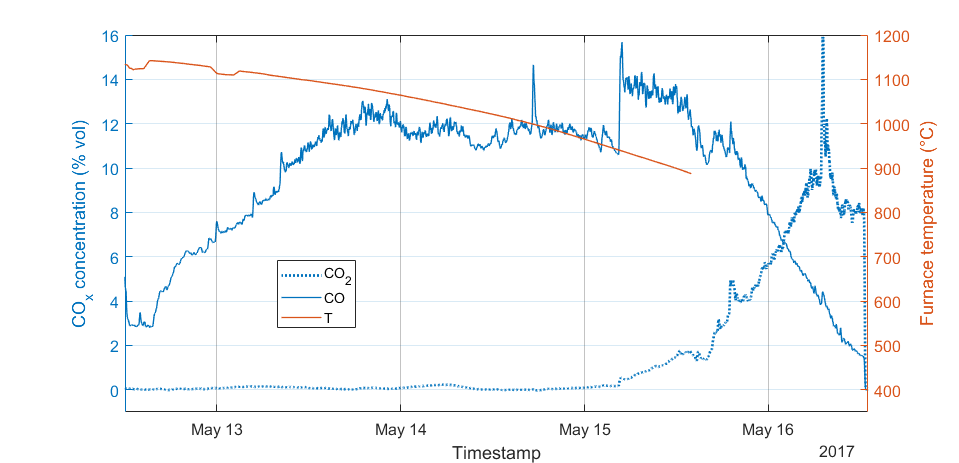 16
14
12
10
8
6
4
2
0
COx concentration (% vol)
1200
1100
1000
900
800
700
600
500
400
Furnace temperature (°C)
CO2
CO
T
May 13 May 14 May 15 May 16
Timestamp
2017